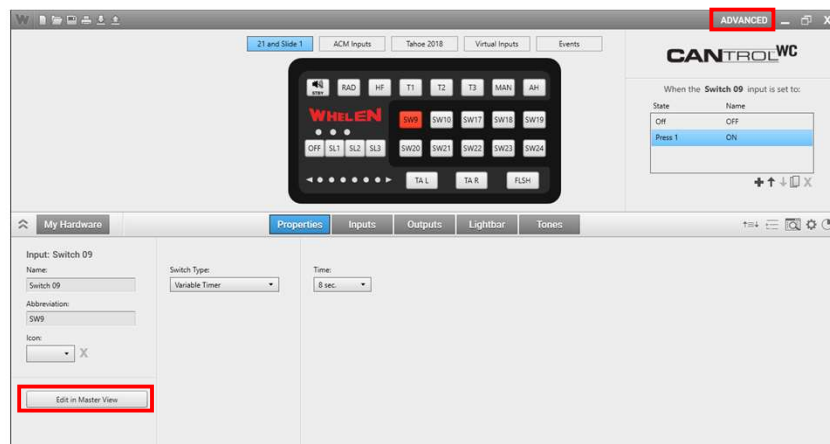 W ADVANCED
21 and Slide 1 ACM Inputs Tahoe 2018 Virtual Inputs Events
CANTROLWC
STBY RAD HF T1 T2 T3 MAN AH
WHELEN SW9 SW10 SW17 SW18 SW19
OFF SL1 SL2 SL3 SW20 SW21 SW22 SW23 SW24
TA L TA R FLSH
When the Switch 09 input is set to:
State Name
Off OFF
Press 1 ON
My Hardware Properties Inputs Outputs Lightbar Tones
Input: Switch 09
Name: Switch Type: Time:
Switch 09 Variable Timer 8 sec.
Abbreviation:
SW9
Icon:
X
Edit in Master View